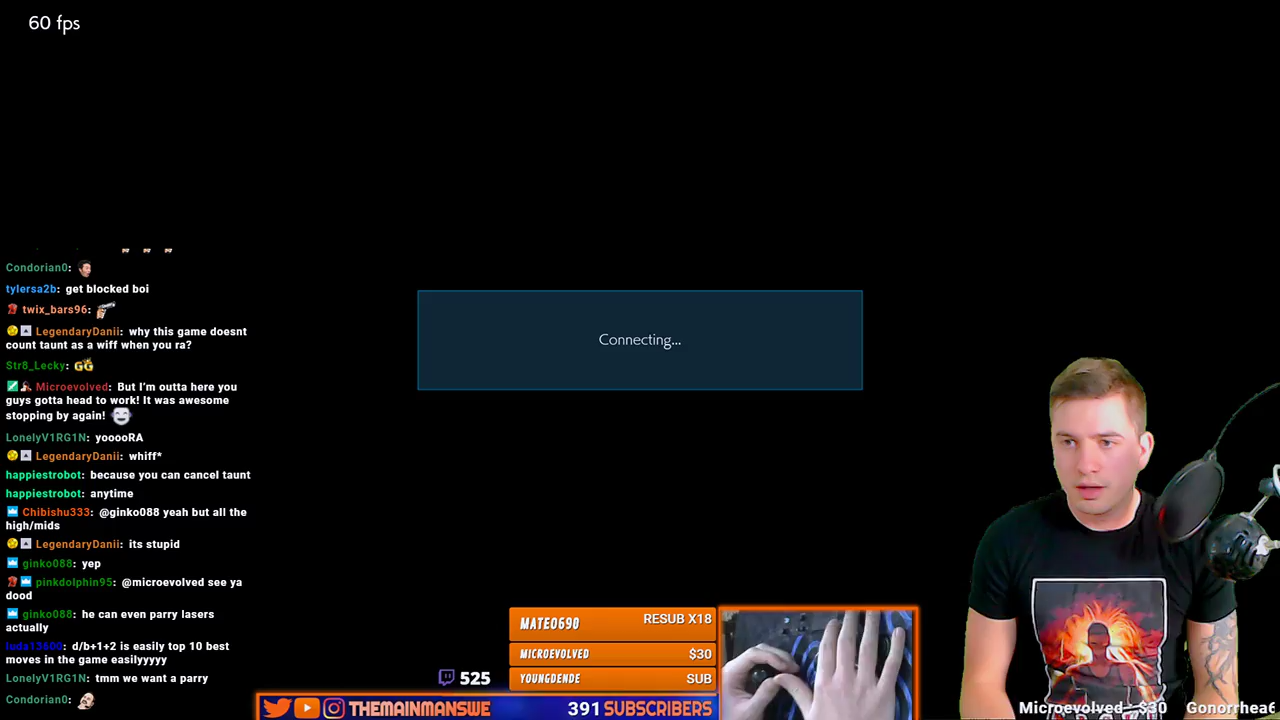 60 fps
Condorian0:
tylersa2b: get blocked boi
twix_bars96:
LegendaryDanii: why this game doesnt
count taunt as a wiff when you ra?
Str8_Lecky: GG
Microevolved: But I'm outta here you
guys gotta head to work! It was awesome
stopping by again!
LonelyV1RG1N: yooooRA
LegendaryDanii: whiff*
happiestrobot: because you can cancel taunt
happiestrobot: anytime
Chibishu333: @ginko088 yeah but all the
high/mids
LegendaryDanii: its stupid
ginko088: yep
pinkdolphin95: @microevolved see ya
dood
ginko088: he can even parry lasers
actually
luda13600: d/b+1+2 is easily top 10 best
moves in the game easilyyyyy
LonelyV1RG1N: tmm we want a parry
Condorian0:
Connecting...
MATEO690 RESUB X18
MICROEVOLVED $30
YOUNGDENDE SUB
525
THEMAINMANSWE 391 SUBSCRIBERS
Microevolved - $30 Gonorrhea6